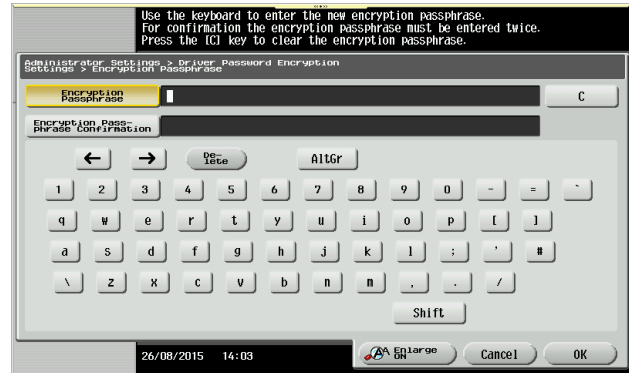 Use the keyboard to enter the new encryption passphrase.
For confirmation the encryption passphrase must be entered twice.
Press the [C] key to clear the encryption passphrase.
Administrator Settings > Driver Password Encryption
Settings > Encryption Passphrase
Encryption
Passphrase
C
Encryption Pass-
phrase Confirmation
← → De-
lete AltGr
1 2 3 4 5 6 7 8 9 0 - = `
q w e r t y u i o p [ ]
a s d f g h j k l ; ' #
\ z x c v b n m , . /
Shift
26/08/2015 14:03
AA Enlarge
ON
Cancel
OK